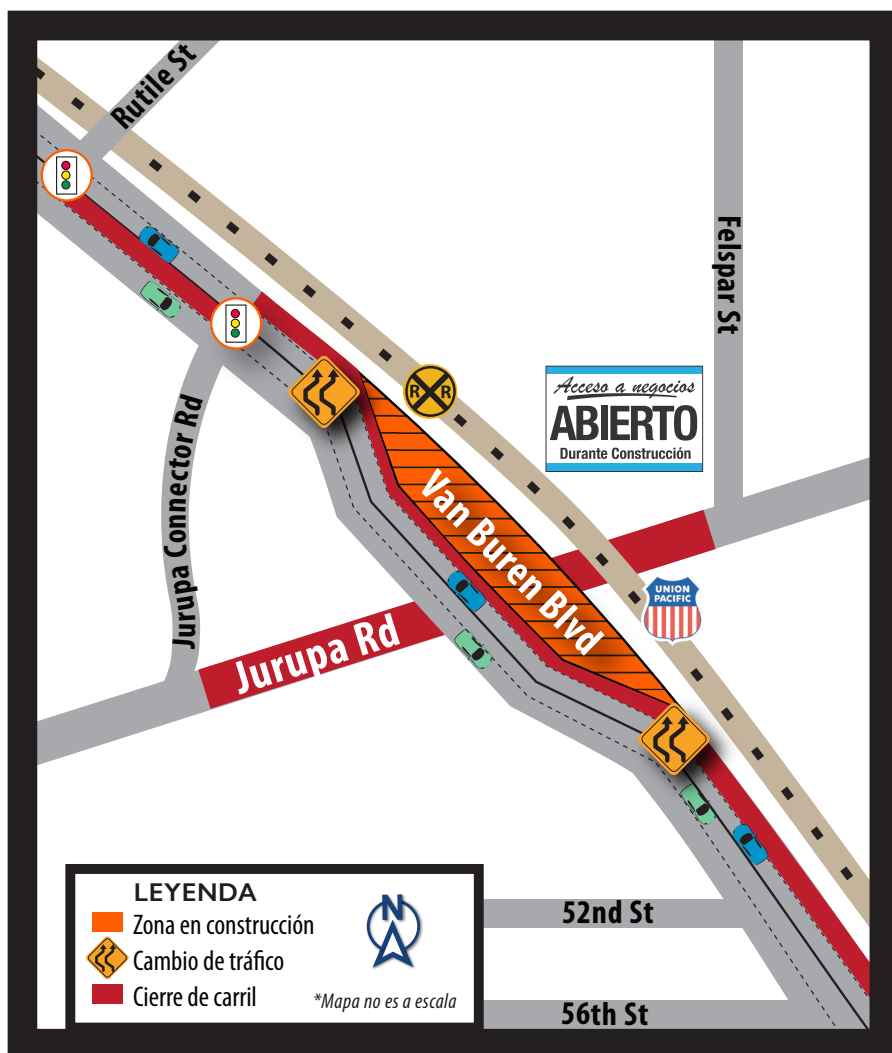 Rutile St
Felspar St
R R
Acceso a negocios
ABIERTO
Durante Construcción
Jurupa Connector Rd
Van Buren Blvd
UNION
PACIFIC
Jurupa Rd
LEYENDA
Zona en construcción
Cambio de tráfico
Cierre de carril
N
*Mapa no es a escala
52nd St
56th St